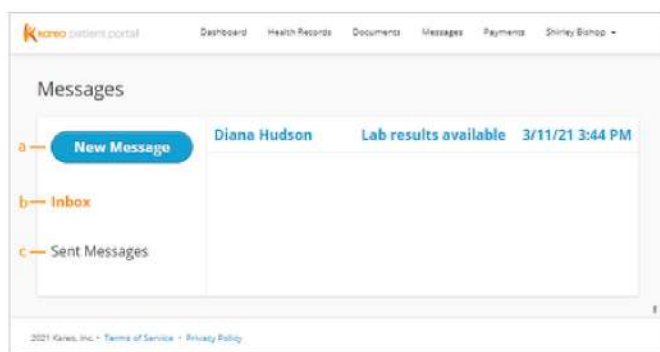 kareo patient portal Dashboard Health Records Documents Messages Payments Shirley Bishop
Messages
a New Message Diana Hudson Lab results available 3/11/21 3:44 PM
b Inbox
c Sent Messages
2021 Kareo, Inc. • Terms of Service • Privacy Policy